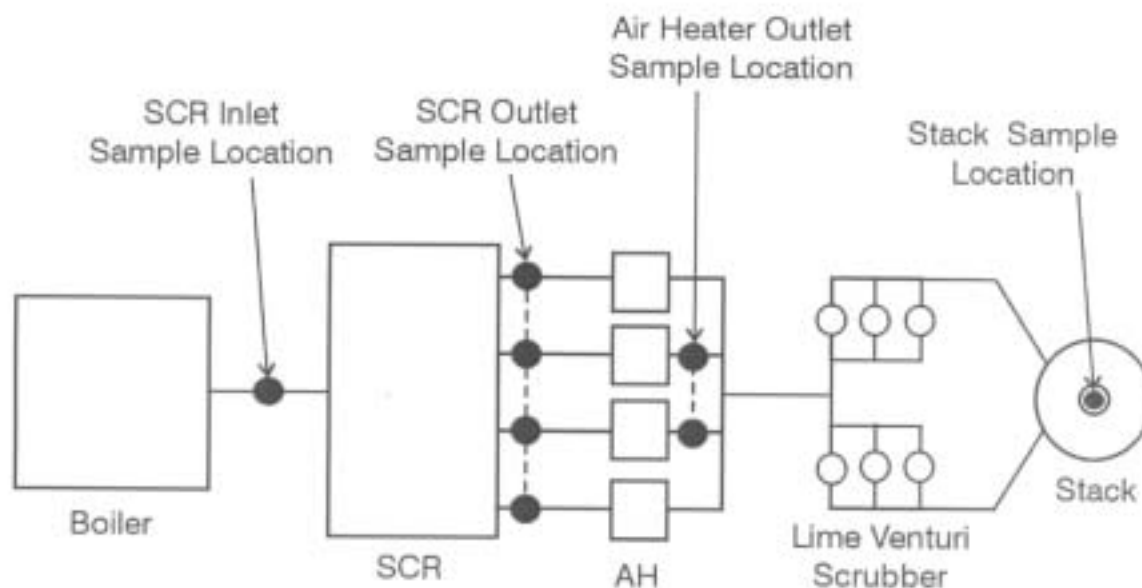 Air Heater Outlet
Sample Location
SCR Inlet
Sample Location
SCR Outlet
Sample Location
Stack Sample
Location
Boiler
SCR
AH
Lime Venturi
Scrubber
Stack